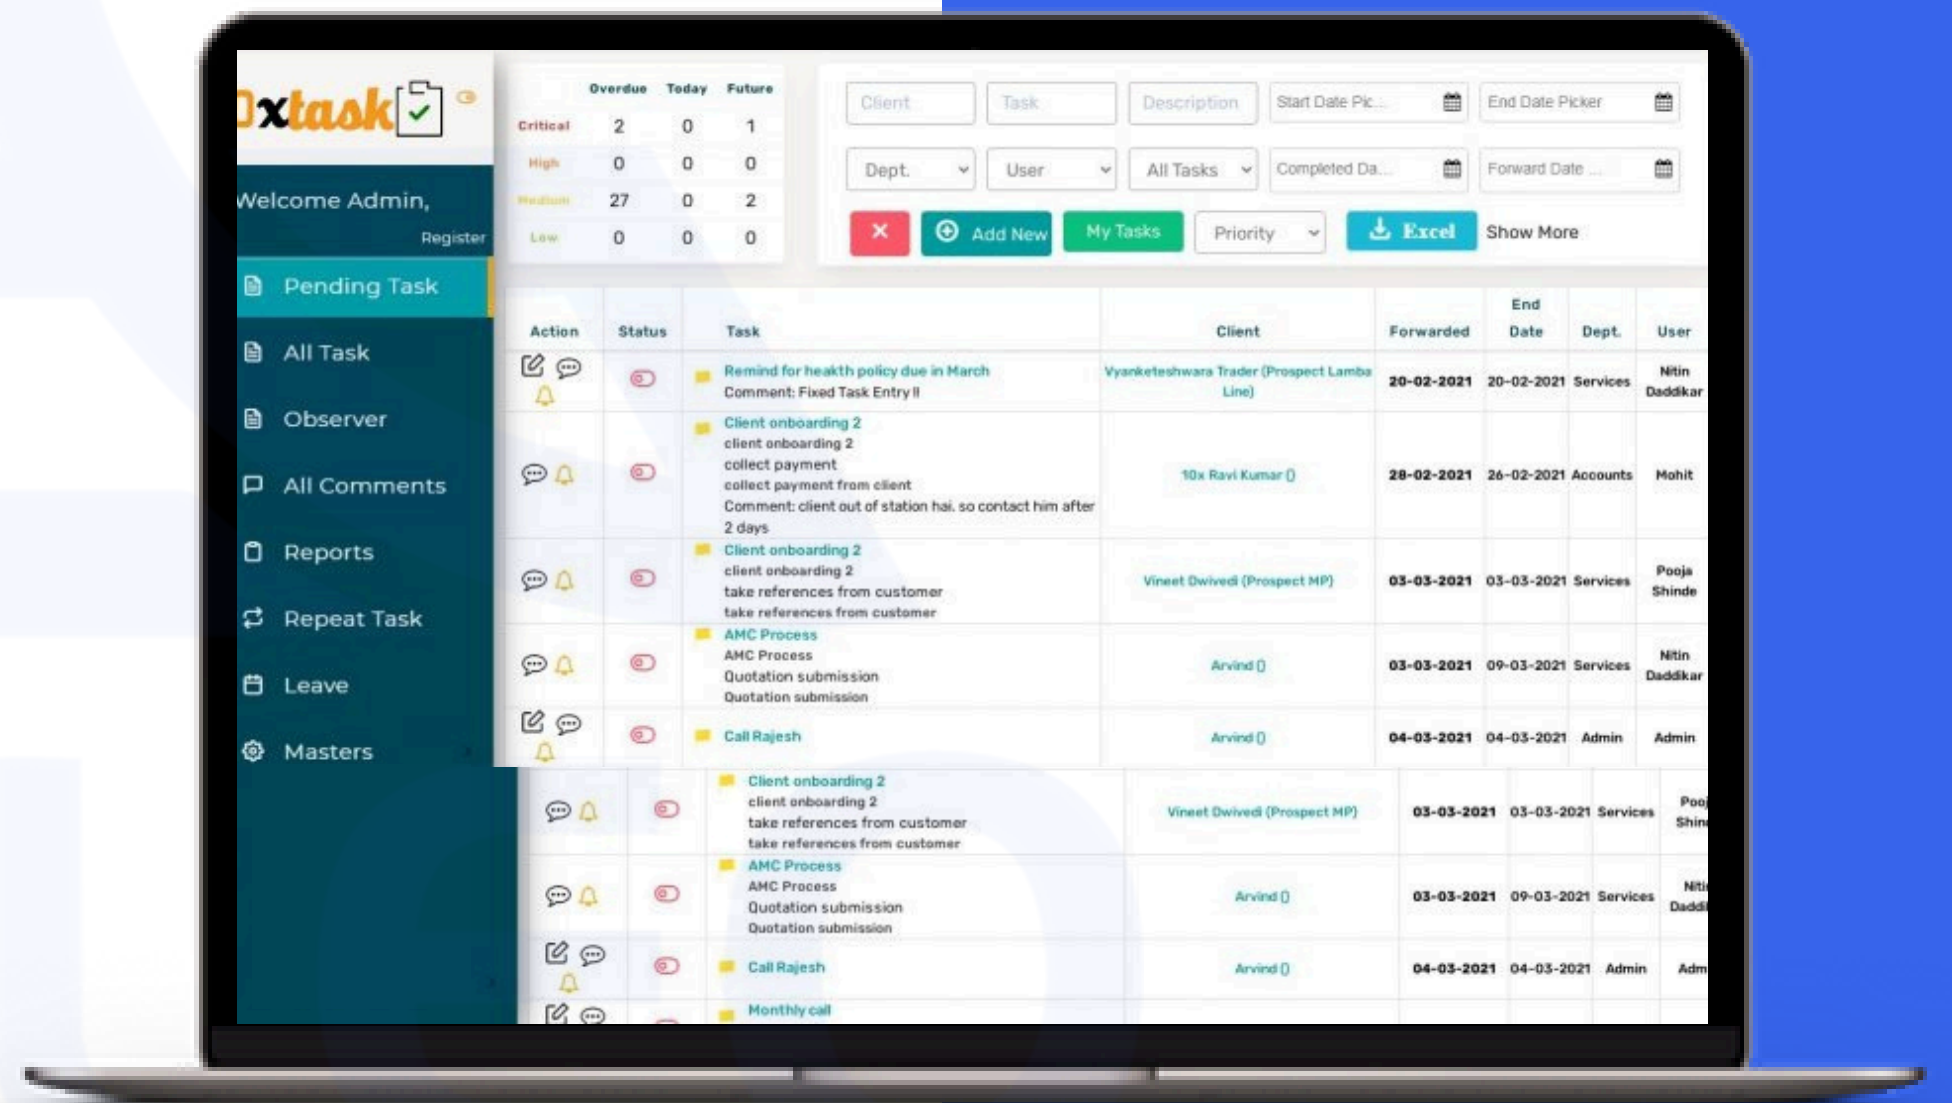 0xtask
Welcome Admin,
Register
Pending Task
All Task
Observer
All Comments
Reports
Repeat Task
Leave
Masters
Overdue Today Future
Critical 2 0 1
High 0 0 0
Medium 27 0 2
Low 0 0 0
Client Task Description Start Date Pic... End Date Picker
Dept. User All Tasks Completed Da... Forward Date ...
× Add New My Tasks Priority Excel Show More
Action Status Task Client Forwarded End Date Dept. User
Remind for heakth policy due in March
Comment: Fixed Task Entry II
Vyanketeshwara Trader (Prospect Lamba
Line)
20-02-2021 20-02-2021 Services
Nitin
Daddikar
Client onboarding 2
client onboarding 2
collect payment
collect payment from client
Comment: client out of station hai. so contact him after
2 days
10x Ravi Kumar ()
28-02-2021 26-02-2021 Accounts Mohit
Client onboarding 2
client onboarding 2
take references from customer
take references from customer
Vineet Dwivedi (Prospect MP)
03-03-2021 03-03-2021 Services
Pooja
Shinde
AMC Process
AMC Process
Quotation submission
Quotation submission
Arvind ()
03-03-2021 09-03-2021 Services
Nitin
Daddikar
Call Rajesh
Arvind ()
04-03-2021 04-03-2021 Admin Admin
Client onboarding 2
client onboarding 2
take references from customer
take references from customer
Vineet Dwivedi (Prospect MP)
03-03-2021 03-03-2021 Services
Pooj
Shin
AMC Process
AMC Process
Quotation submission
Quotation submission
Arvind ()
03-03-2021 09-03-2021 Services
Niti
Daddi
Call Rajesh
Arvind ()
04-03-2021 04-03-2021 Admin Adm
Monthly call